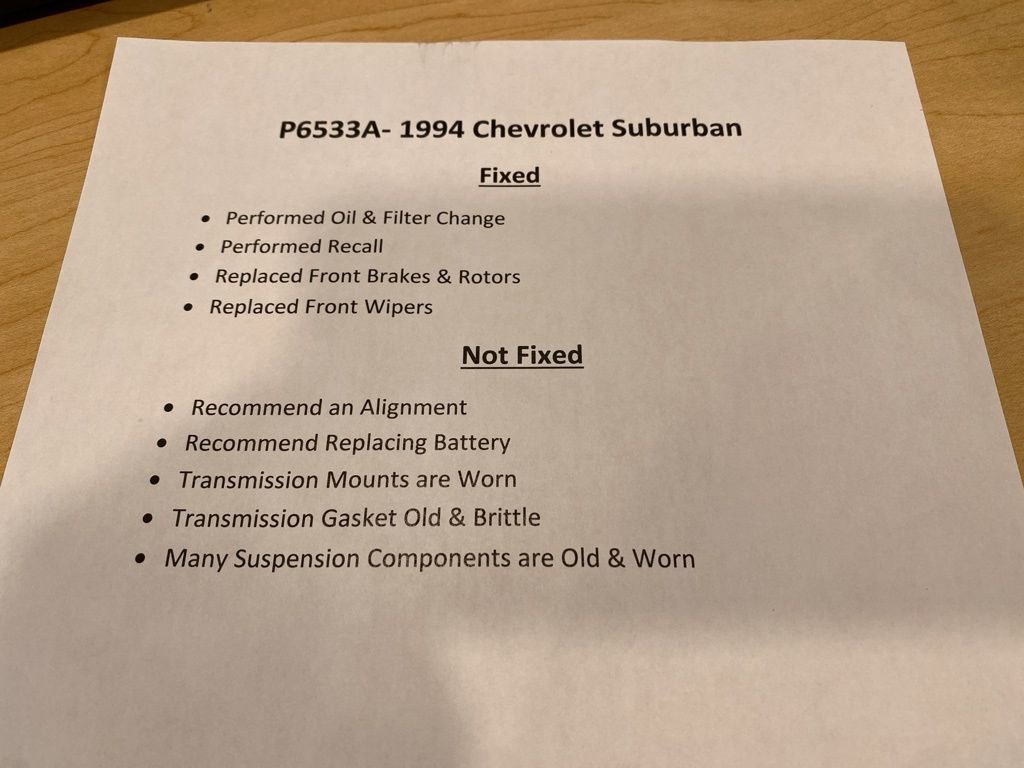 P6533A- 1994 Chevrolet Suburban
Fixed
• Performed Oil & Filter Change
• Performed Recall
• Replaced Front Brakes & Rotors
• Replaced Front Wipers
Not Fixed
• Recommend an Alignment
• Recommend Replacing Battery
• Transmission Mounts are Worn
• Transmission Gasket Old & Brittle
• Many Suspension Components are Old & Worn